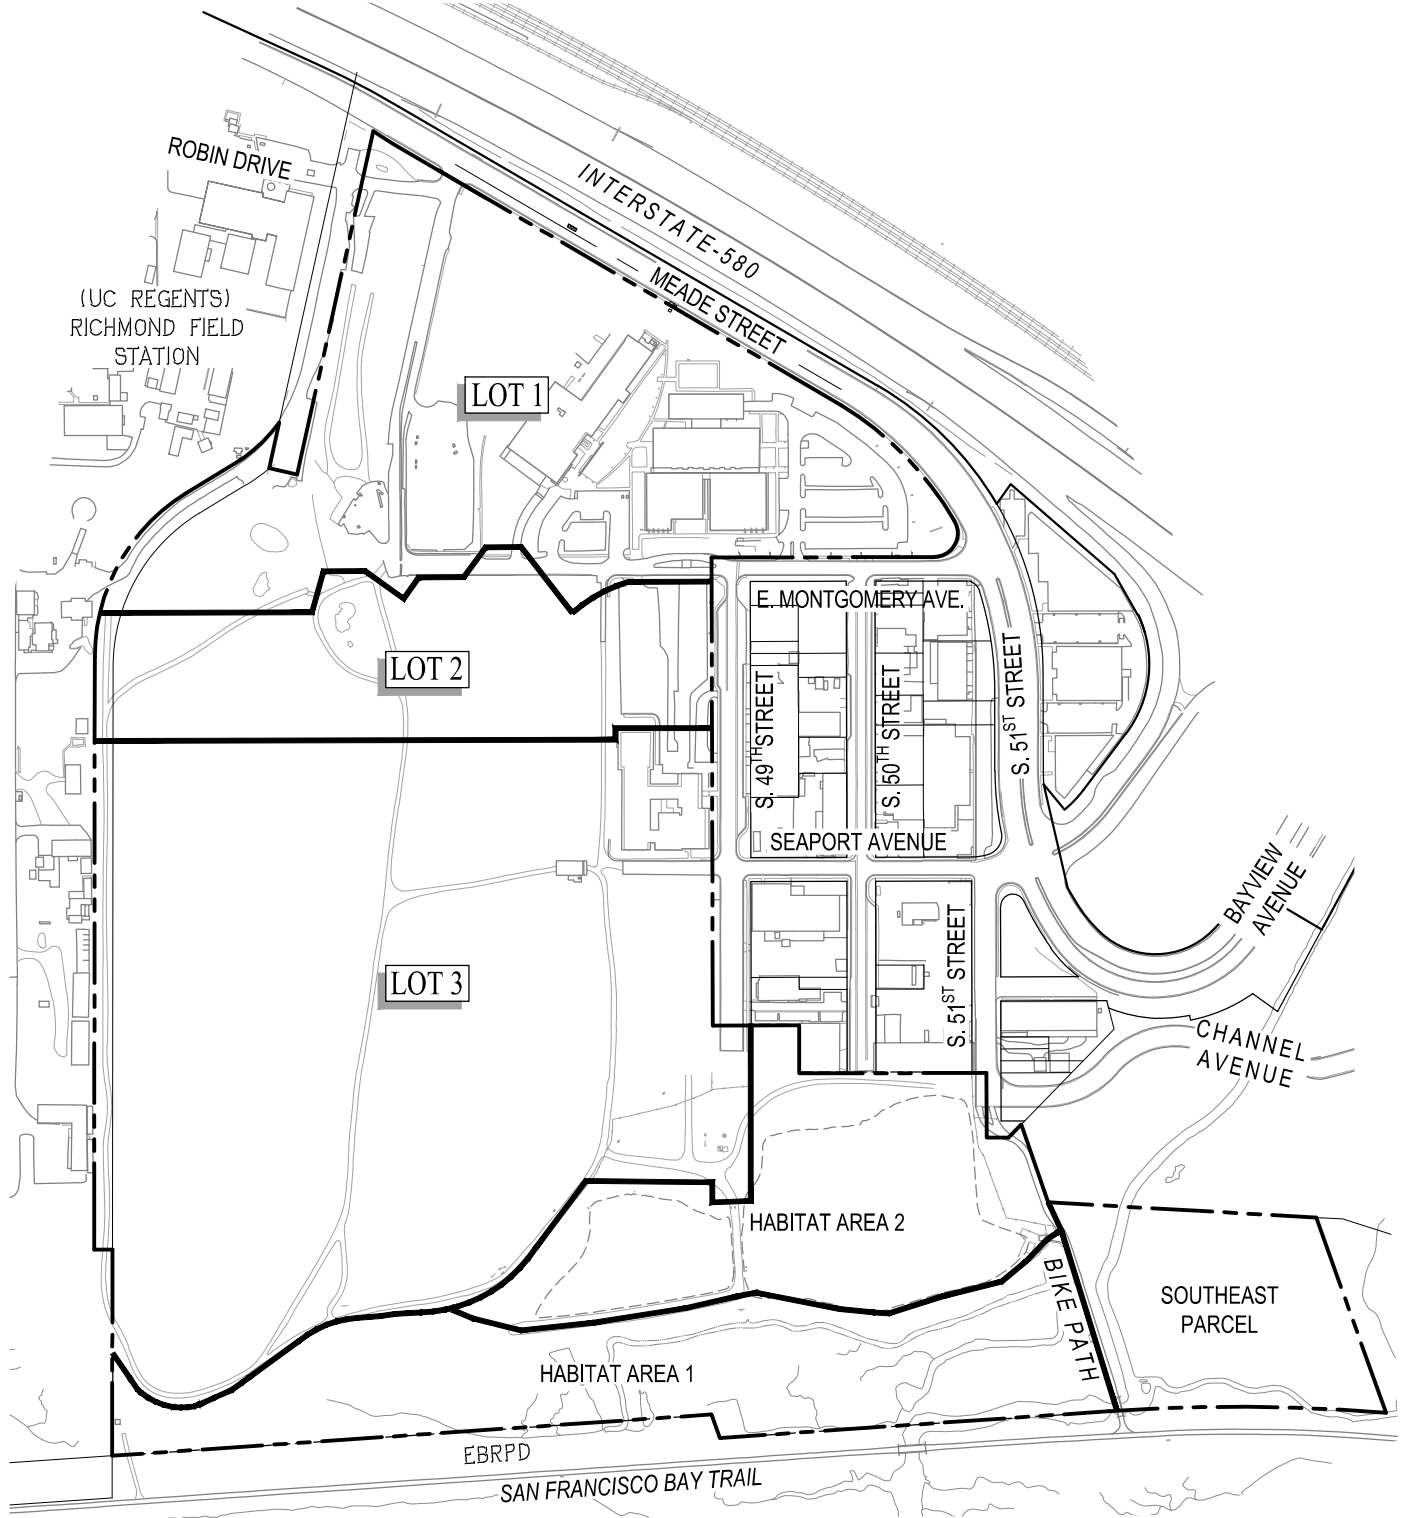 ROBIN DRIVE
INTERSTATE-580
MEADE STREET
(UC REGENTS)
RICHMOND FIELD
STATION
LOT 1
E. MONTGOMERY AVE.
LOT 2
S. 49TH STREET
S. 50TH STREET
S. 51ST STREET
SEAPORT AVENUE
BAYVIEW
AVENUE
LOT 3
S. 51ST STREET
CHANNEL
AVENUE
HABITAT AREA 2
BIKE PATH
SOUTHEAST
PARCEL
HABITAT AREA 1
EBRPD
SAN FRANCISCO BAY TRAIL